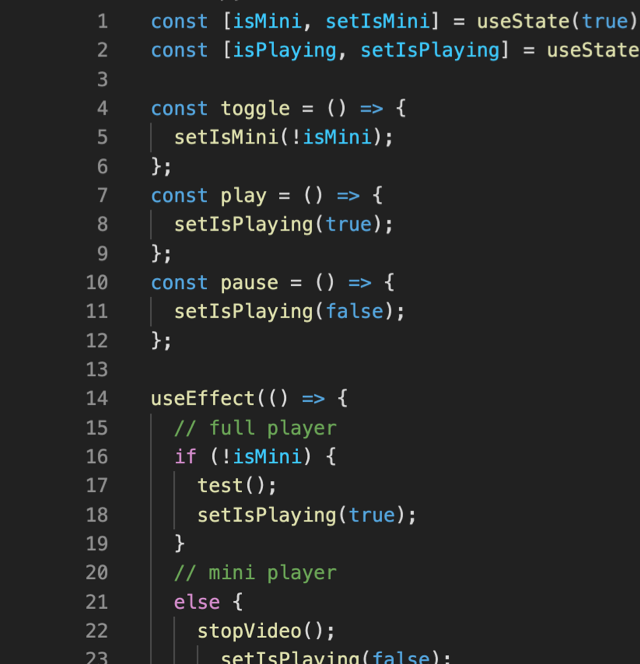 1 const [isMini, setIsMini] = useState(true)
2 const [isPlaying, setIsPlaying] = useState
3
4 const toggle = () => {
5 setIsMini(!isMini);
6 };
7 const play = () => {
8 setIsPlaying(true);
9 };
10 const pause = () => {
11 setIsPlaying(false);
12 };
13
14 useEffect(() => {
15 // full player
16 if (!isMini) {
17 test();
18 setIsPlaying(true);
19 }
20 // mini player
21 else {
22 stopVideo();
23 setIsPlaying(false);